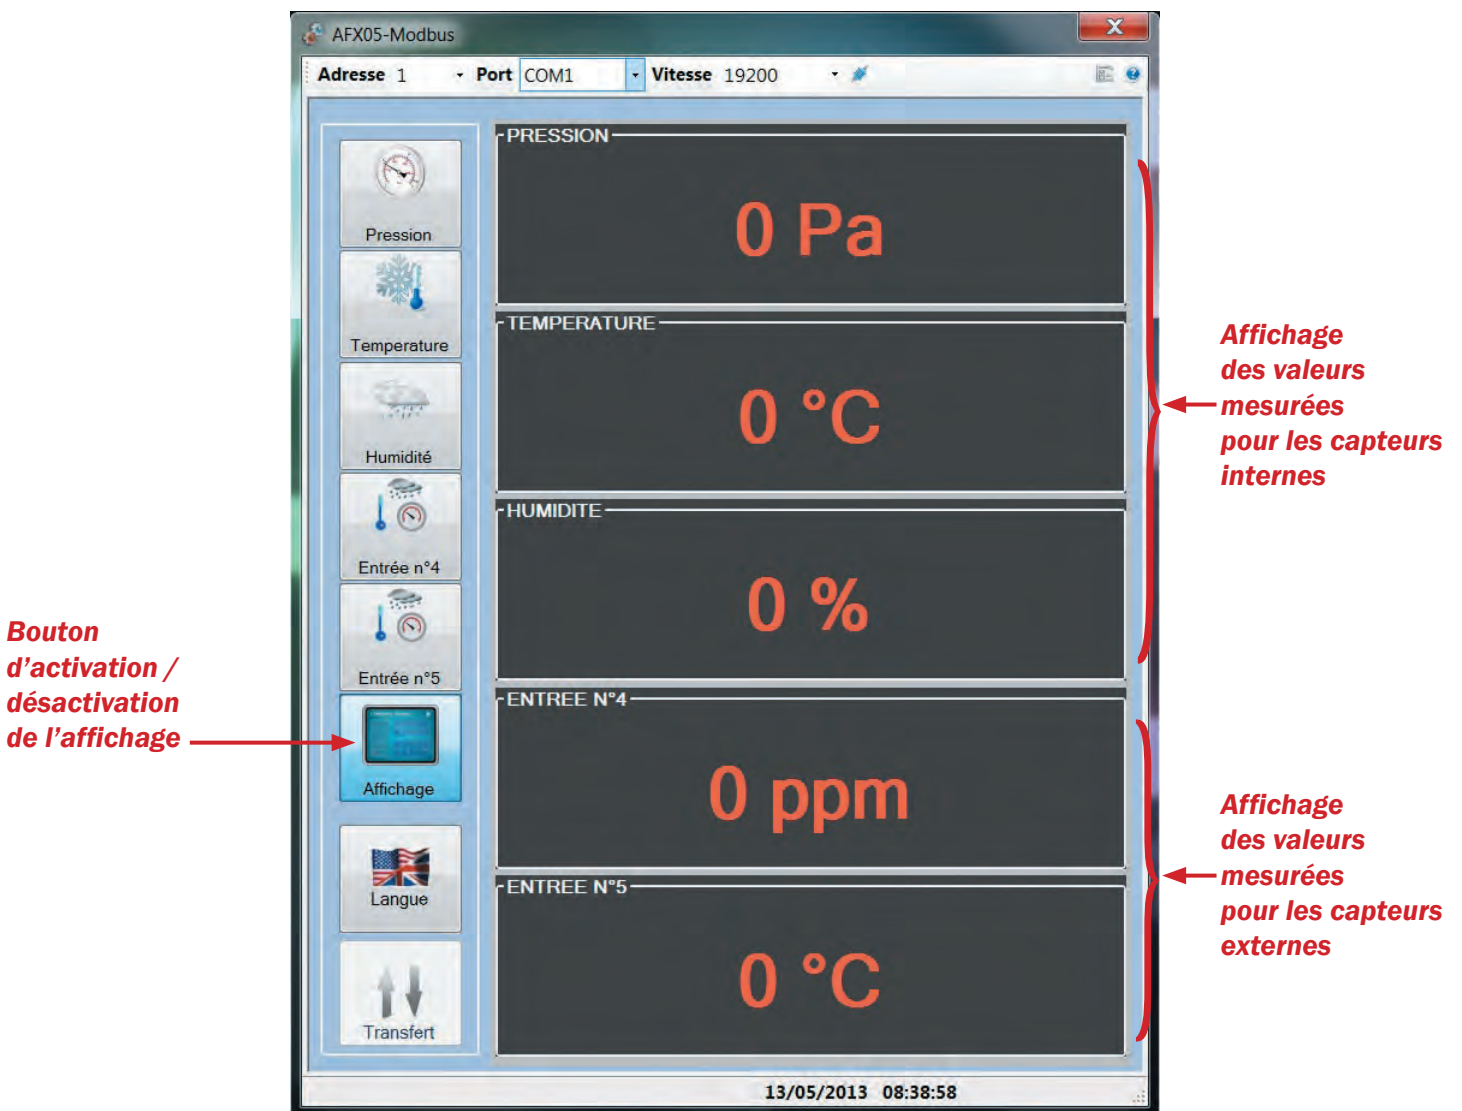 AFX05-Modbus
X
Adresse 1 Port COM1 Vitesse 19200
Pression
Temperature
Humidité
Entrée n°4
Entrée n°5
Affichage
Langue
Transfert
PRESSION
0 Pa
TEMPERATURE
0 °C
HUMIDITE
0 %
ENTREE N°4
0 ppm
ENTREE N°5
0 °C
13/05/2013 08:38:58
Bouton
d'activation /
désactivation
de l'affichage
Affichage
des valeurs
mesurées
pour les capteurs
internes
Affichage
des valeurs
mesurées
pour les capteurs
externes